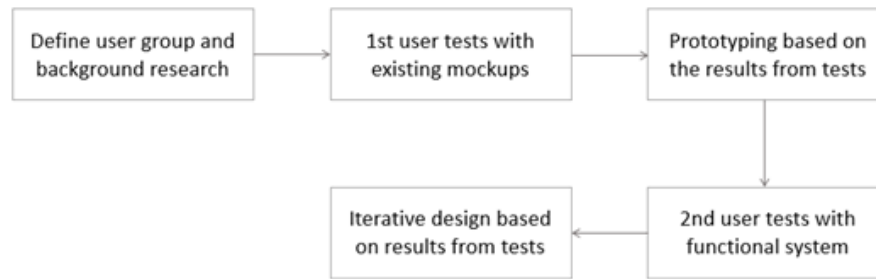 Define user group and
background research
1st user tests with
existing mockups
Prototyping based on
the results from tests
2nd user tests with
functional system
Iterative design based
on results from tests